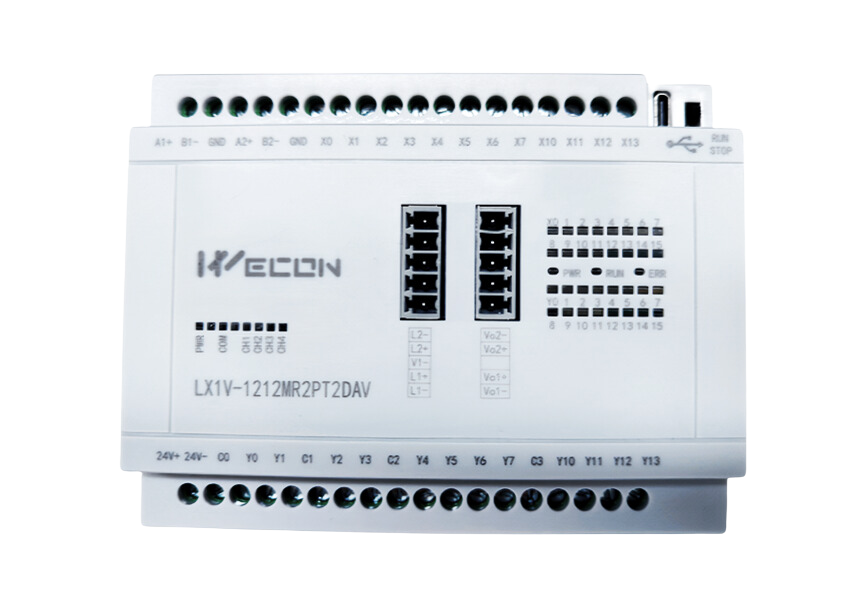 A1+ B1- GND A2+ B2- GND X0 X1 X2 X3 X4 X5 X6 X7 X10 X11 X12 X13
RUN
STOP
WECON
X0 1 2 3 4 5 6 7
8 9 10 11 12 13 14 15
PWR RUN ERR
Y0 1 2 3 4 5 6 7
8 9 10 11 12 13 14 15
PWR COM CH1 CH2 CH3 CH4
L2-
L2+
V1-
L1+
L1-
Vo2-
Vo2+
Vo1+
Vo1-
LX1V-1212MR2PT2DAV
24V+ 24V- C0 Y0 Y1 C1 Y2 Y3 C2 Y4 Y5 Y6 Y7 C3 Y10 Y11 Y12 Y13